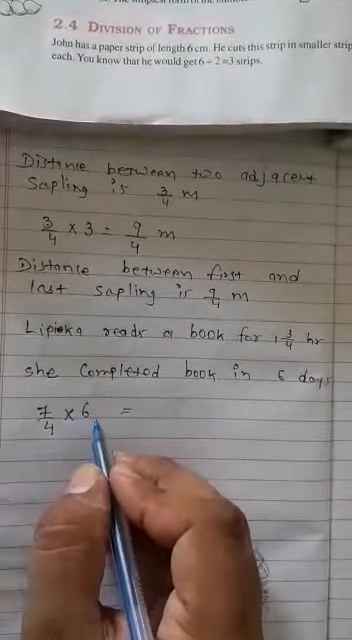 2.4 DIVISION OF FRACTIONS
John has a paper strip of length 6 cm. He cuts this strip in smaller strip
each. You know that he would get 6 ÷ 2 = 3 strips.
Distance between two adjacent
Sapling is 3/4 m
3/4 × 3 = 9/4 m
Distance between first and
last sapling is 9/4 m
Lipika reads a book for 1 3/4 hr
she Completed book in 6 days
7/4 × 6 =